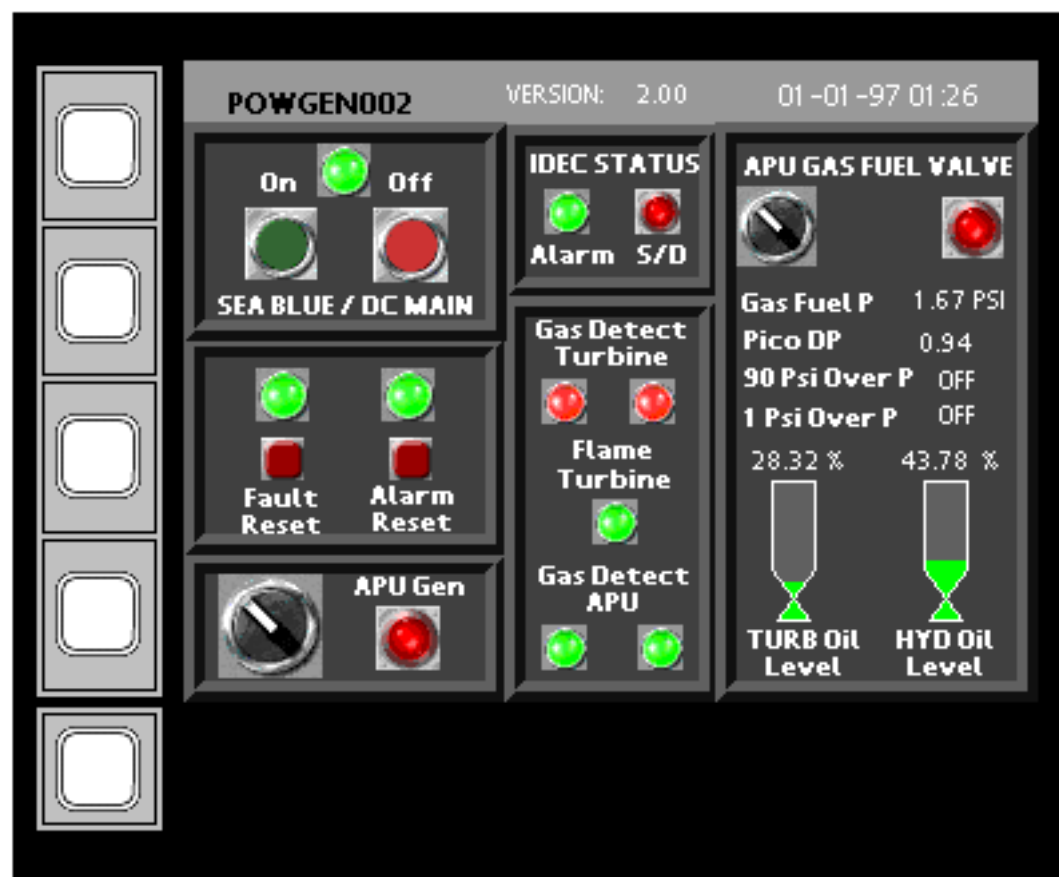 POWGEN002 VERSION: 2.00 01-01-97 01:26
On Off
SEA BLUE / DC MAIN
Fault
Reset
Alarm
Reset
APU Gen
IDEC STATUS
Alarm S/D
Gas Detect
Turbine
Flame
Turbine
Gas Detect
APU
APU GAS FUEL VALVE
Gas Fuel P 1.67 PSI
Pico DP 0.94
90 Psi Over P OFF
1 Psi Over P OFF
28.32 % 43.78 %
TURB Oil
Level
HYD Oil
Level